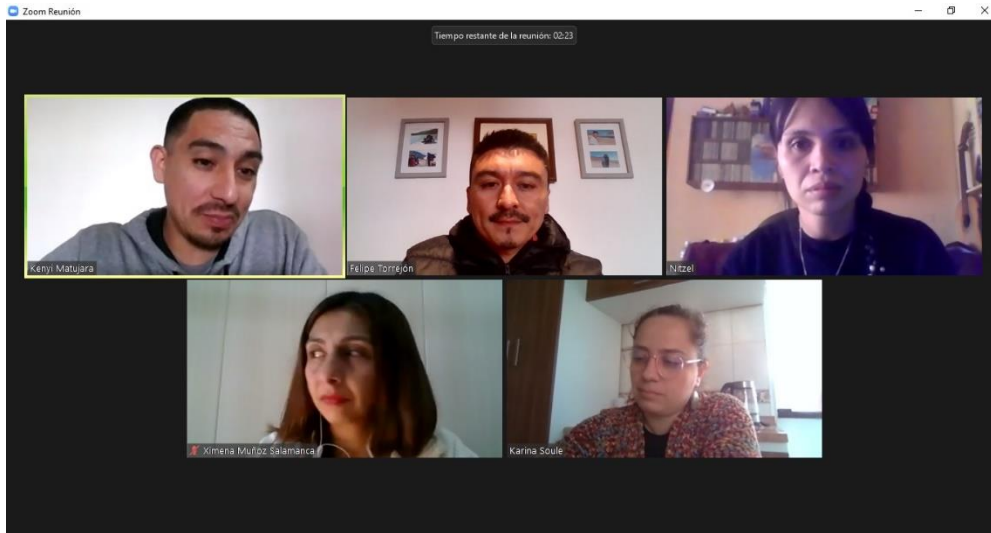 Zoom Reunión
Tiempo restante de la reunión: 02:23
Kenyi Matujara
Felipe Torrejón
Nitzel
Ximena Muñoz Salamanca
Karina Soule